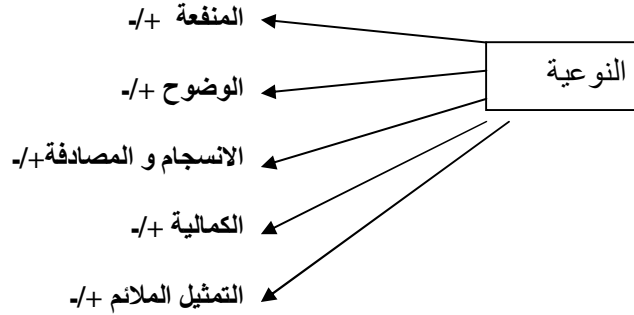 المنفعة +/-
النوعية
الوضوح +/-
الانسجام و المصادفة+/-
الكمالية +/-
التمثيل الملائم +/-